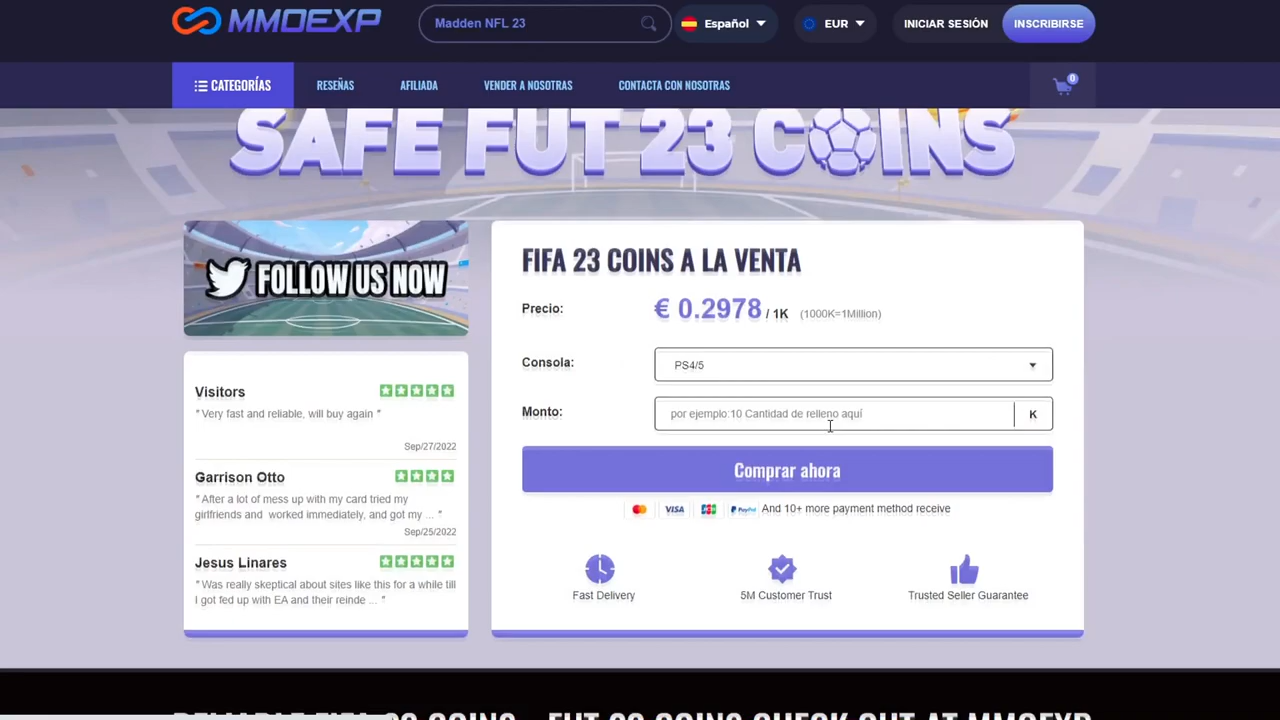 MMOEXP
Madden NFL 23
Español
EUR
INICIAR SESIÓN
INSCRIBIRSE
CATEGORÍAS
RESEÑAS
AFILIADA
VENDER A NOSOTRAS
CONTACTA CON NOSOTRAS
0
SAFE FUT 23 COINS
FOLLOW US NOW
Visitors
" Very fast and reliable, will buy again "
Sep/27/2022
Garrison Otto
" After a lot of mess up with my card tried my
girlfriends and worked immediately, and got my ... "
Sep/25/2022
Jesus Linares
" Was really skeptical about sites like this for a while till
I got fed up with EA and their reinde ... "
FIFA 23 COINS A LA VENTA
Precio:
€ 0.2978 / 1K (1000K=1Million)
Consola:
PS4/5
Monto:
por ejemplo:10 Cantidad de relleno aquí
K
Comprar ahora
VISA
PayPal
And 10+ more payment method receive
Fast Delivery
5M Customer Trust
Trusted Seller Guarantee